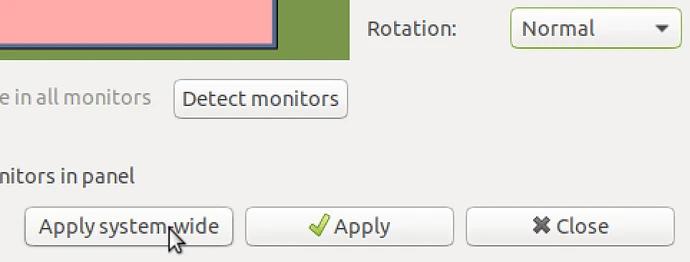 Rotation: Normal
e in all monitors Detect monitors
nitors in panel
Apply system-wide Apply Close